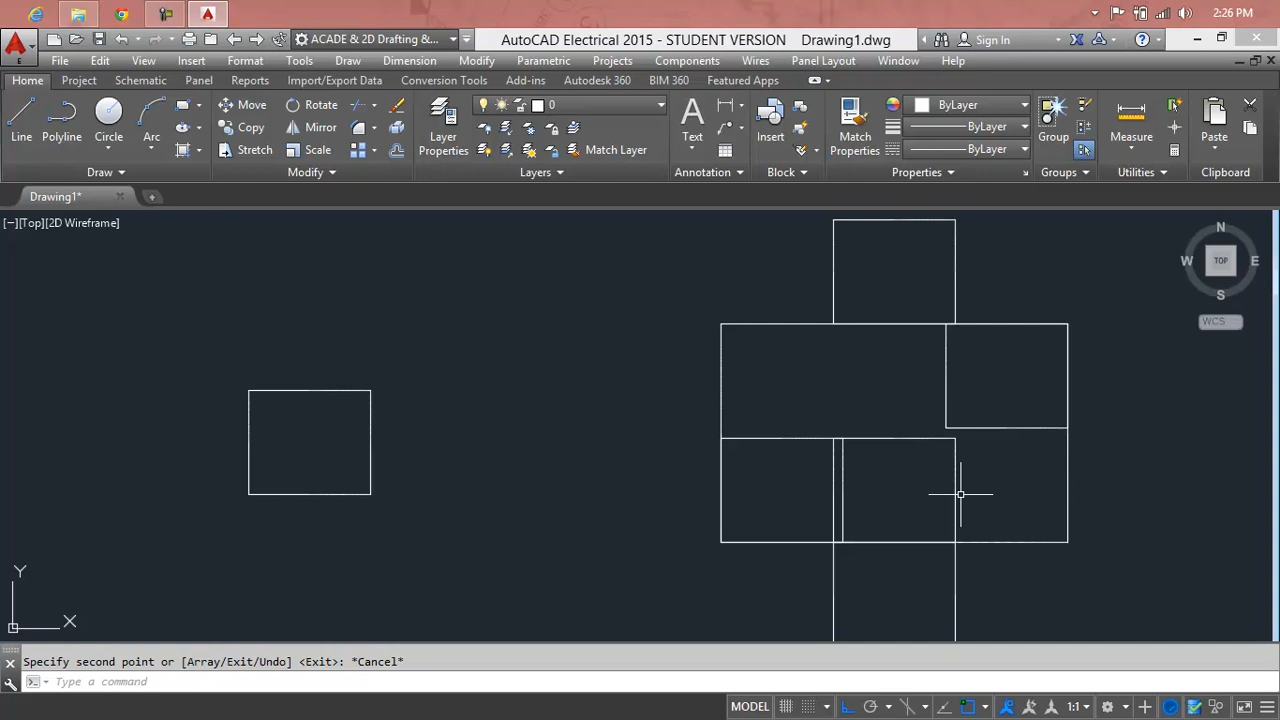 2:26 PM
ACADE & 2D Drafting &... AutoCAD Electrical 2015 - STUDENT VERSION Drawing1.dwg Sign In
E File Edit View Insert Format Tools Draw Dimension Modify Parametric Projects Components Wires Panel Layout Window Help
Home Project Schematic Panel Reports Import/Export Data Conversion Tools Add-ins Autodesk 360 BIM 360 Featured Apps
Move Rotate 0 ByLayer
Line Polyline Circle Arc Copy Mirror Layer Properties Text Insert Match Properties ByLayer Group Measure Paste
Stretch Scale Match Layer ByLayer
Draw Modify Layers Annotation Block Properties Groups Utilities Clipboard
Drawing1*
[−][Top][2D Wireframe]
N
W TOP E
S
WCS
Y
X
Specify second point or [Array/Exit/Undo] <Exit>: *Cancel*
Type a command
MODEL 1:1